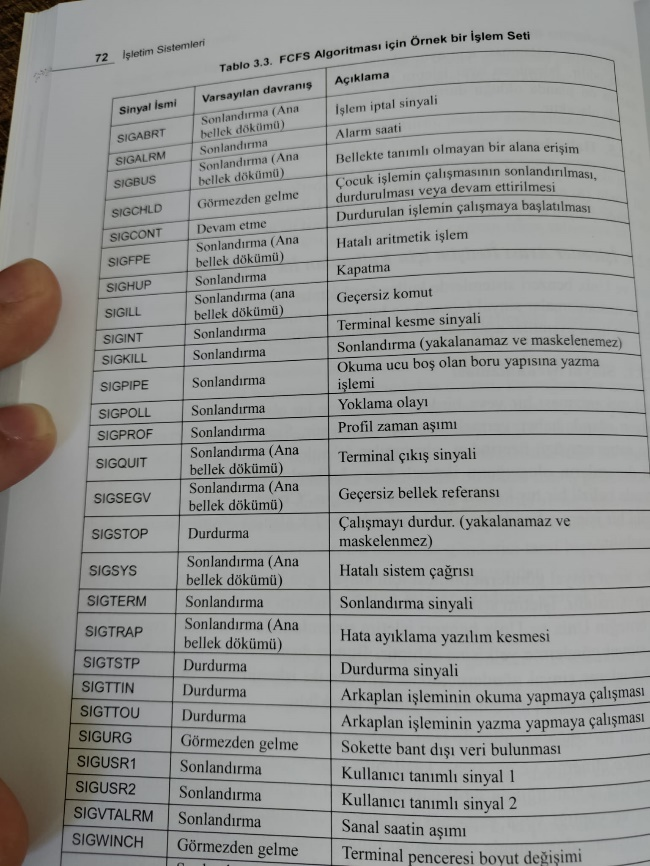 72 İşletim Sistemleri
Tablo 3.3. FCFS Algoritması için Örnek bir İşlem Seti
Sinyal İsmi Varsayılan davranış Açıklama
SIGABRT Sonlandırma (Ana bellek dökümü) İşlem iptal sinyali
SIGALRM Sonlandırma Alarm saati
SIGBUS Sonlandırma (Ana bellek dökümü) Bellekte tanımlı olmayan bir alana erişim
SIGCHLD Görmezden gelme Çocuk işlemin çalışmasının sonlandırılması, durdurulması veya devam ettirilmesi
SIGCONT Devam etme Durdurulan işlemin çalışmaya başlatılması
SIGFPE Sonlandırma (Ana bellek dökümü) Hatalı aritmetik işlem
SIGHUP Sonlandırma Kapatma
SIGILL Sonlandırma (ana bellek dökümü) Geçersiz komut
SIGINT Sonlandırma Terminal kesme sinyali
SIGKILL Sonlandırma Sonlandırma (yakalanamaz ve maskelenemez)
SIGPIPE Sonlandırma Okuma ucu boş olan boru yapısına yazma işlemi
SIGPOLL Sonlandırma Yoklama olayı
SIGPROF Sonlandırma Profil zaman aşımı
SIGQUIT Sonlandırma (Ana bellek dökümü) Terminal çıkış sinyali
SIGSEGV Sonlandırma (Ana bellek dökümü) Geçersiz bellek referansı
SIGSTOP Durdurma Çalışmayı durdur. (yakalanamaz ve maskelenmez)
SIGSYS Sonlandırma (Ana bellek dökümü) Hatalı sistem çağrısı
SIGTERM Sonlandırma Sonlandırma sinyali
SIGTRAP Sonlandırma (Ana bellek dökümü) Hata ayıklama yazılım kesmesi
SIGTSTP Durdurma Durdurma sinyali
SIGTTIN Durdurma Arkaplan işleminin okuma yapmaya çalışması
SIGTTOU Durdurma Arkaplan işleminin yazma yapmaya çalışması
SIGURG Görmezden gelme Sokette bant dışı veri bulunması
SIGUSR1 Sonlandırma Kullanıcı tanımlı sinyal 1
SIGUSR2 Sonlandırma Kullanıcı tanımlı sinyal 2
SIGVTALRM Sonlandırma Sanal saatin aşımı
SIGWINCH Görmezden gelme Terminal penceresi boyut değişimi